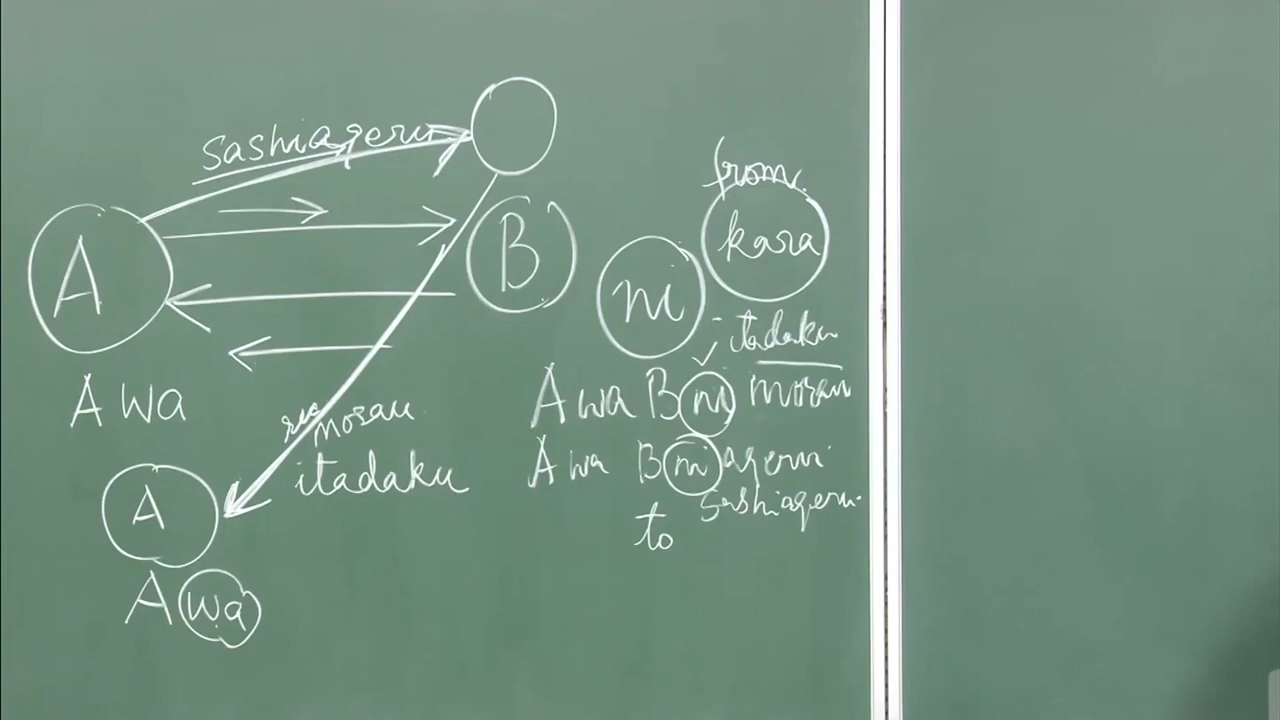 sashiageru
from
A
B
ni
kara
itadaku
A wa
A wa B ni morau
morau
itadaku
A wa B ni ageru
sashiageru
A
to
A wa